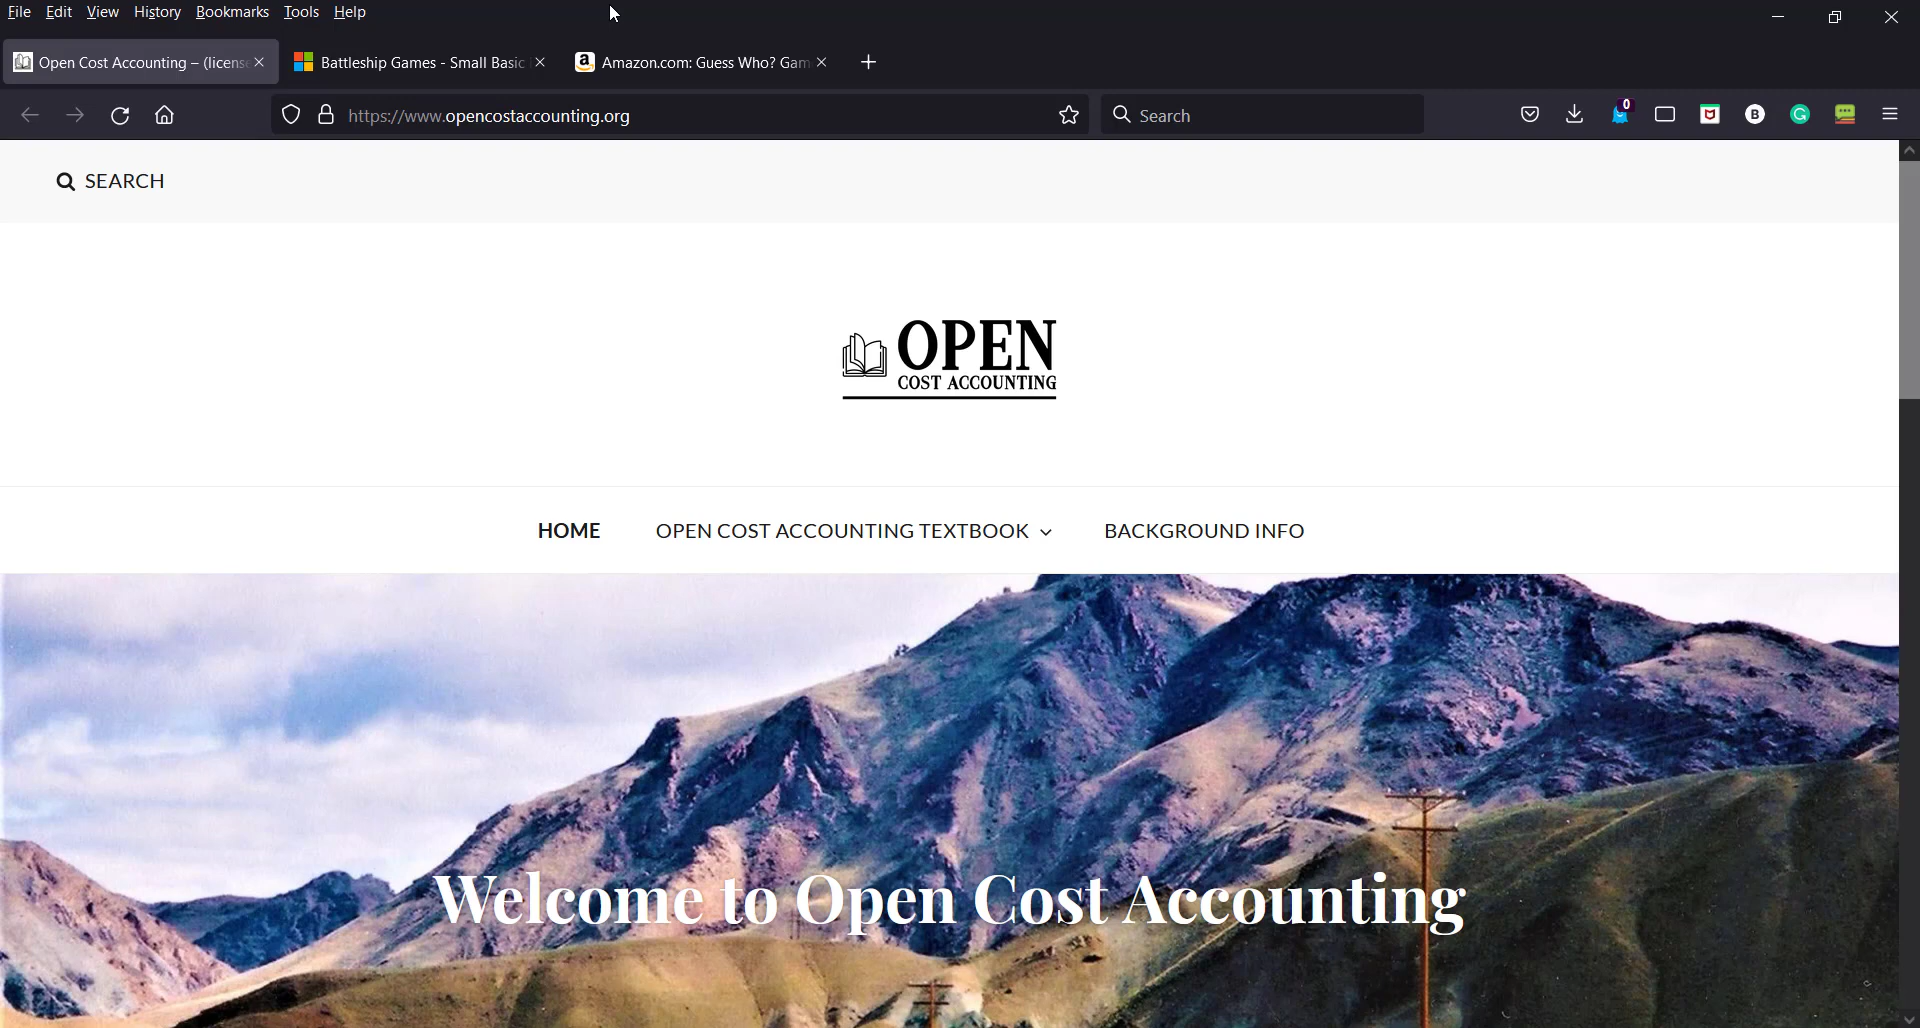 File Edit View History Bookmarks Tools Help
Open Cost Accounting – (license Battleship Games - Small Basic Amazon.com: Guess Who? Gam
https://www.opencostaccounting.org Search 0 B G
SEARCH
OPEN
COST ACCOUNTING
HOME OPEN COST ACCOUNTING TEXTBOOK BACKGROUND INFO
Welcome to Open Cost Accounting